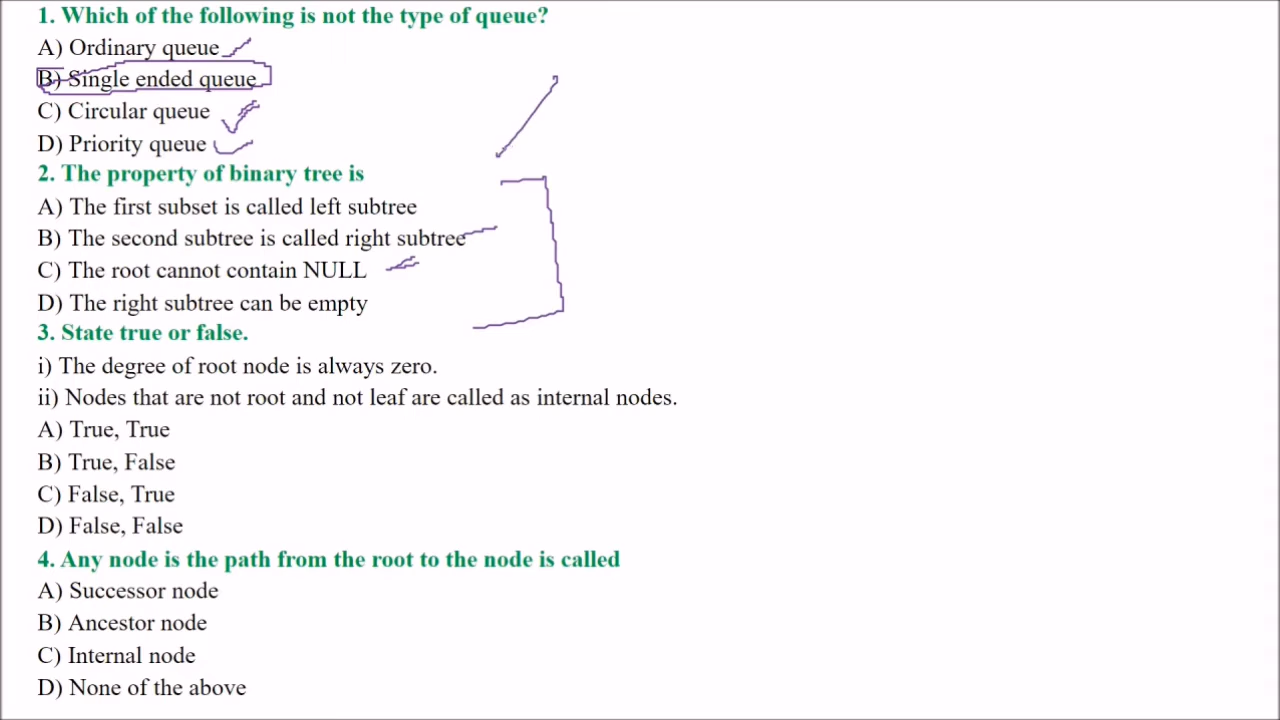 1. Which of the following is not the type of queue?
A) Ordinary queue
B) Single ended queue
C) Circular queue
D) Priority queue
2. The property of binary tree is
A) The first subset is called left subtree
B) The second subtree is called right subtree
C) The root cannot contain NULL
D) The right subtree can be empty
3. State true or false.
i) The degree of root node is always zero.
ii) Nodes that are not root and not leaf are called as internal nodes.
A) True, True
B) True, False
C) False, True
D) False, False
4. Any node is the path from the root to the node is called
A) Successor node
B) Ancestor node
C) Internal node
D) None of the above